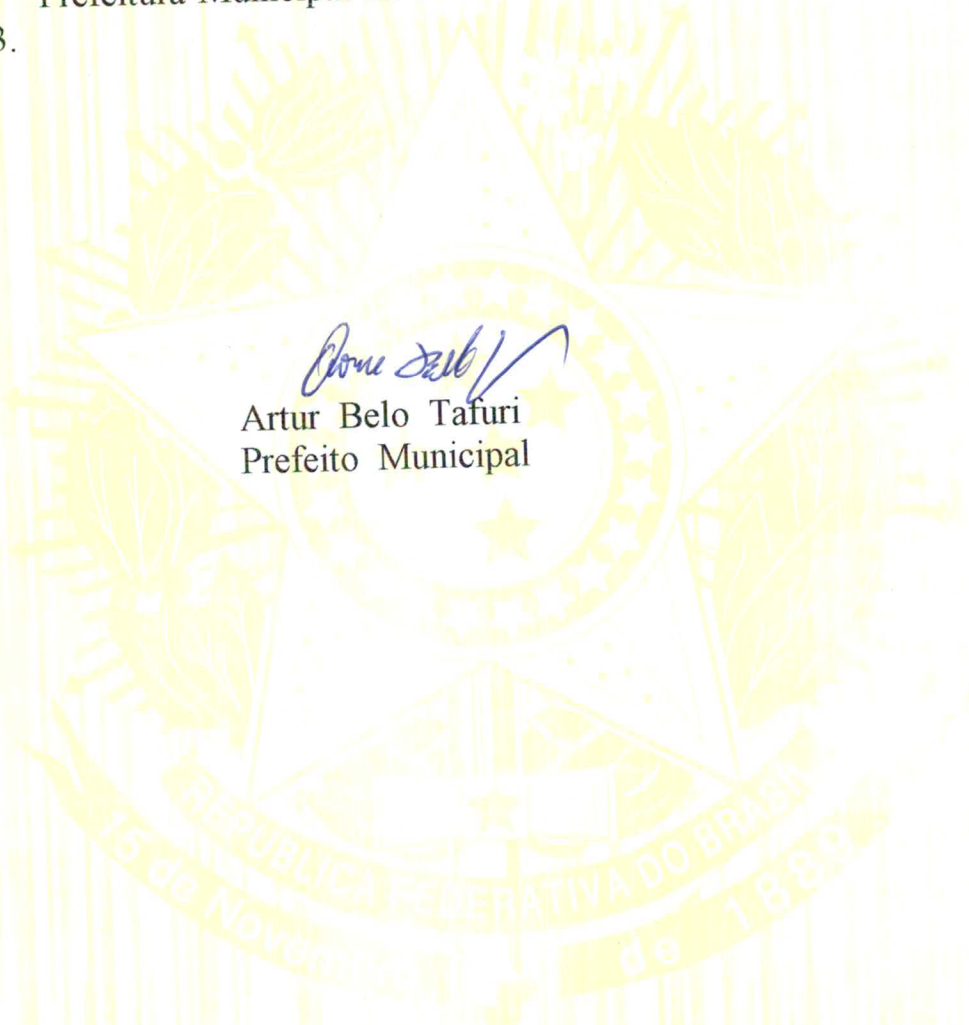 Prefeitura Municipal
3.
Artur Belo Tafuri
Prefeito Municipal
REPÚBLICA FEDERATIVA DO BRASIL
15 de Novembro de 1889